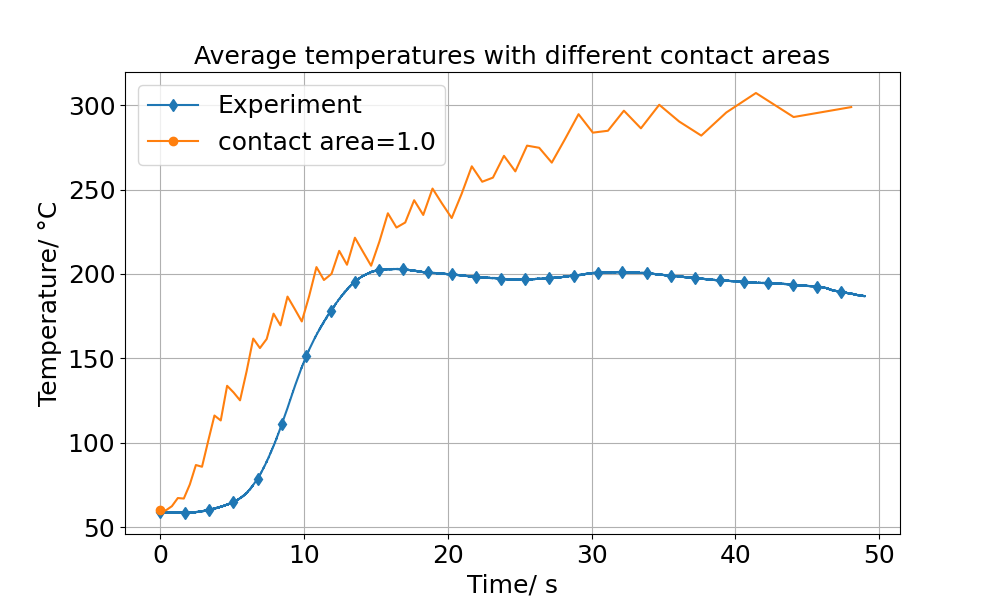 Average temperatures with different contact areas
Experiment
contact area=1.0
Temperature/ °C
300
250
200
150
100
50
0 10 20 30 40 50
Time/ s